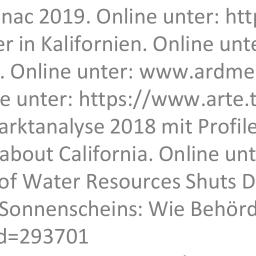 nac 2019. Online unter: htt
er in Kalifornien. Online unte
. Online unter: www.ardme
e unter: https://www.arte.t
arktanalyse 2018 mit Profile
about California. Online unt
of Water Resources Shuts D
Sonnenscheins: Wie Behörd
d=293701